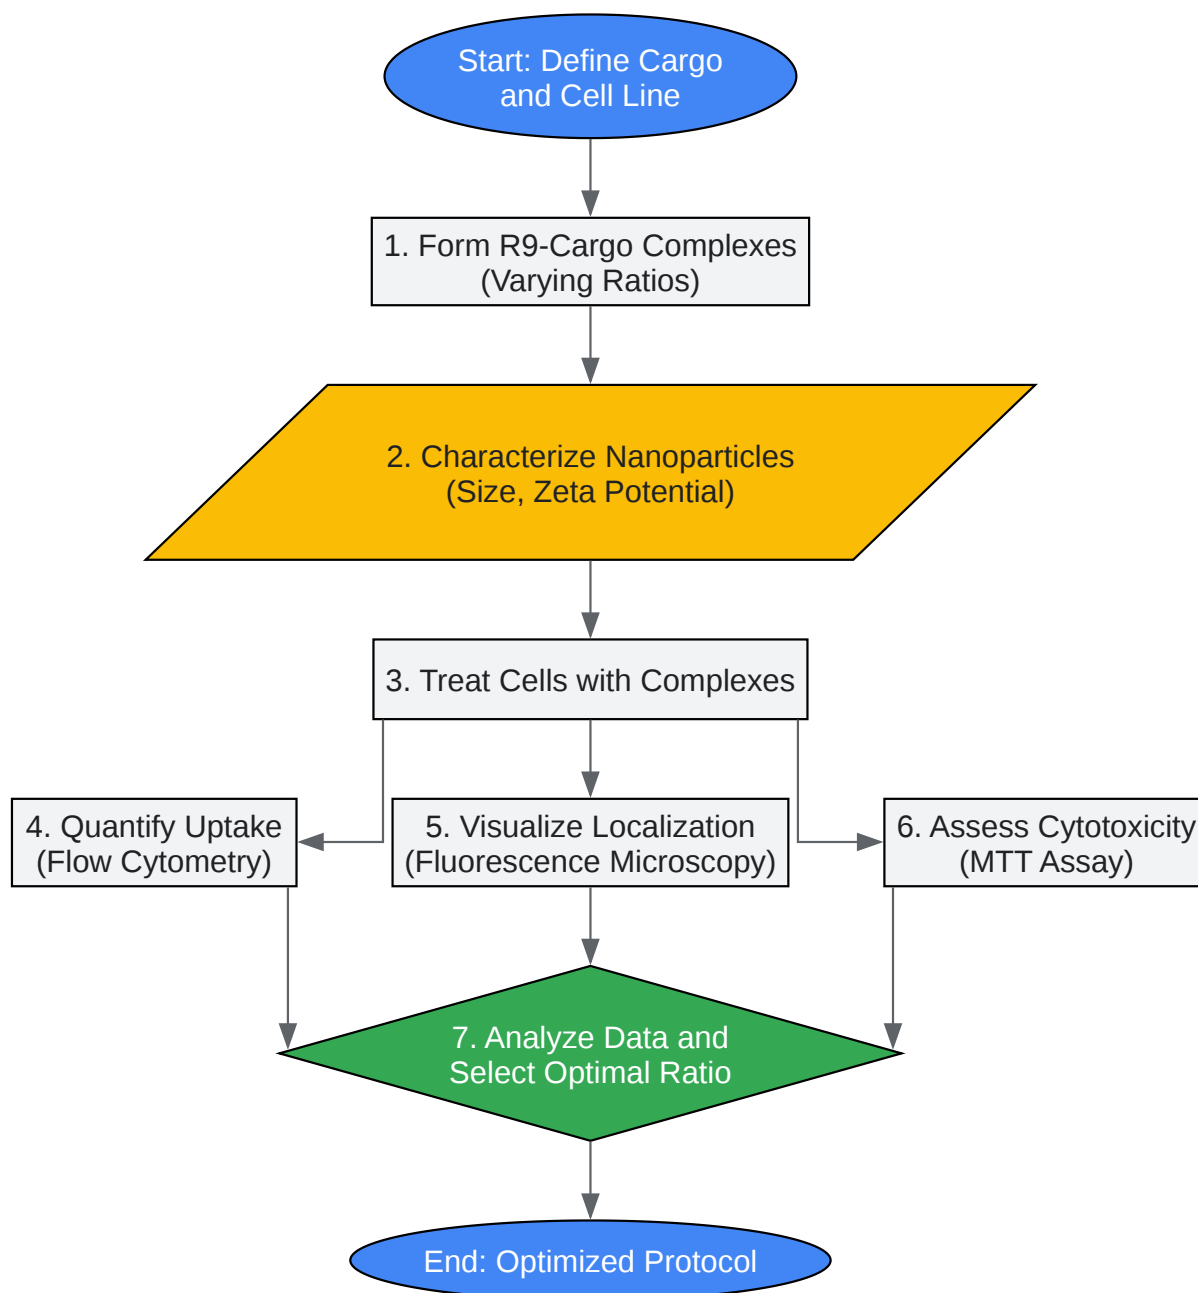 Start: Define Cargo
and Cell Line
1. Form R9-Cargo Complexes
(Varying Ratios)
2. Characterize Nanoparticles
(Size, Zeta Potential)
3. Treat Cells with Complexes
4. Quantify Uptake
(Flow Cytometry)
5. Visualize Localization
(Fluorescence Microscopy)
6. Assess Cytotoxicity
(MTT Assay)
7. Analyze Data and
Select Optimal Ratio
End: Optimized Protocol